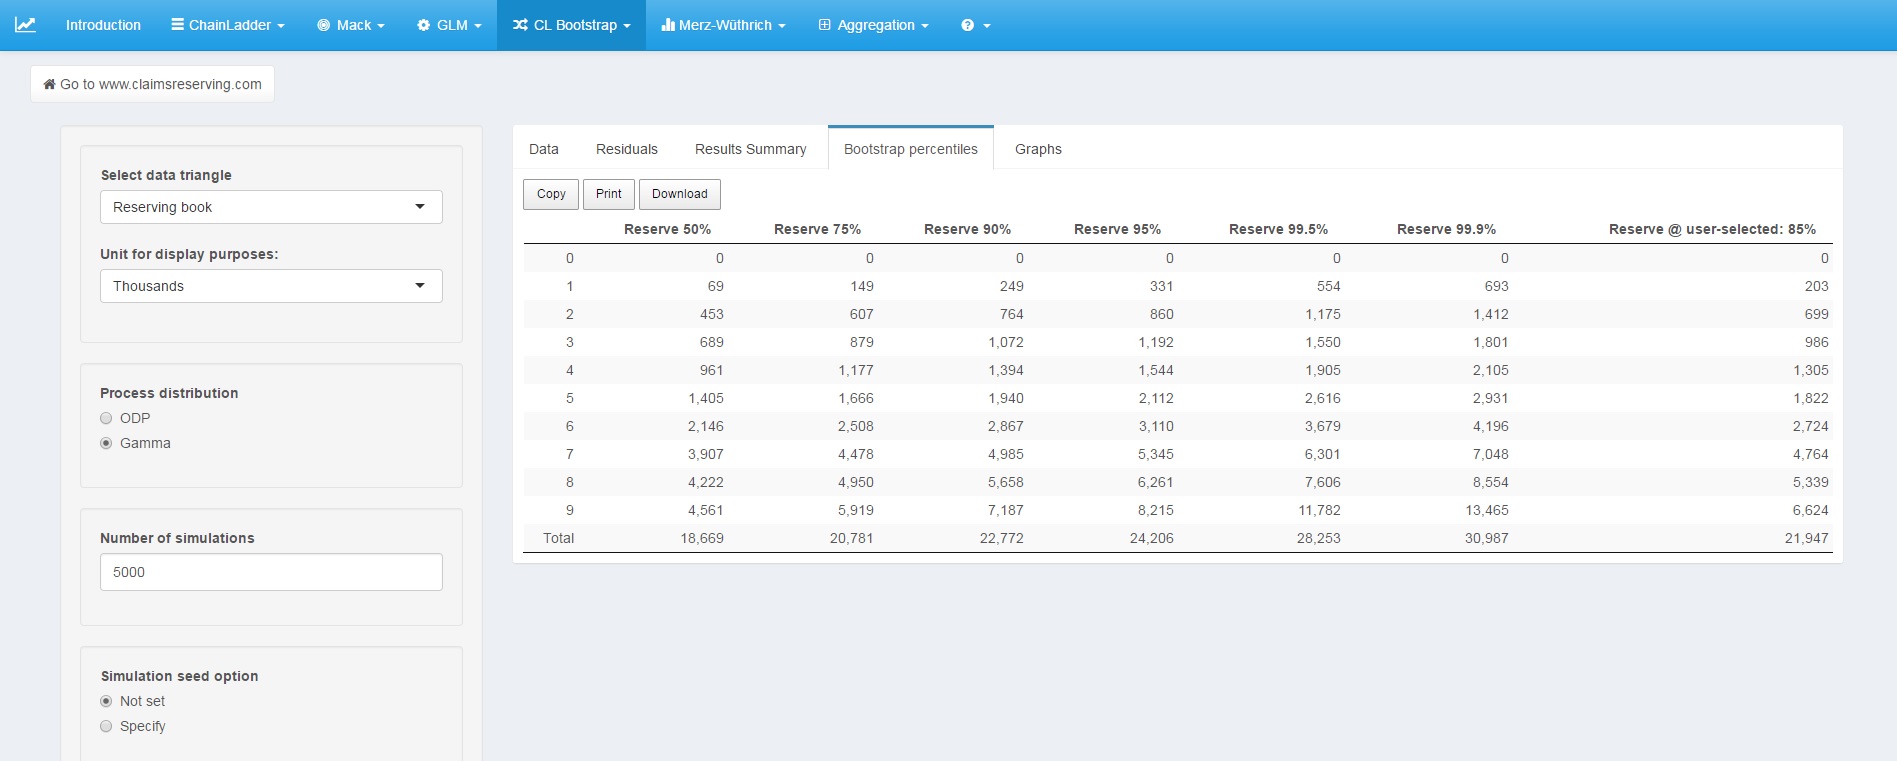 Introduction ChainLadder Mack GLM CL Bootstrap Merz-Wüthrich Aggregation ?
Go to www.claimsreserving.com
Select data triangle
Reserving book
Unit for display purposes:
Thousands
Process distribution
ODP
Gamma
Number of simulations
5000
Simulation seed option
Not set
Specify
Data Residuals Results Summary Bootstrap percentiles Graphs
Copy Print Download
Reserve 50% Reserve 75% Reserve 90% Reserve 95% Reserve 99.5% Reserve 99.9% Reserve @ user-selected: 85%
0 0 0 0 0 0 0 0
1 69 149 249 331 554 693 203
2 453 607 764 860 1,175 1,412 699
3 689 879 1,072 1,192 1,550 1,801 986
4 961 1,177 1,394 1,544 1,905 2,105 1,305
5 1,405 1,666 1,940 2,112 2,616 2,931 1,822
6 2,146 2,508 2,867 3,110 3,679 4,196 2,724
7 3,907 4,478 4,985 5,345 6,301 7,048 4,764
8 4,222 4,950 5,658 6,261 7,606 8,554 5,339
9 4,561 5,919 7,187 8,215 11,782 13,465 6,624
Total 18,669 20,781 22,772 24,206 28,253 30,987 21,947